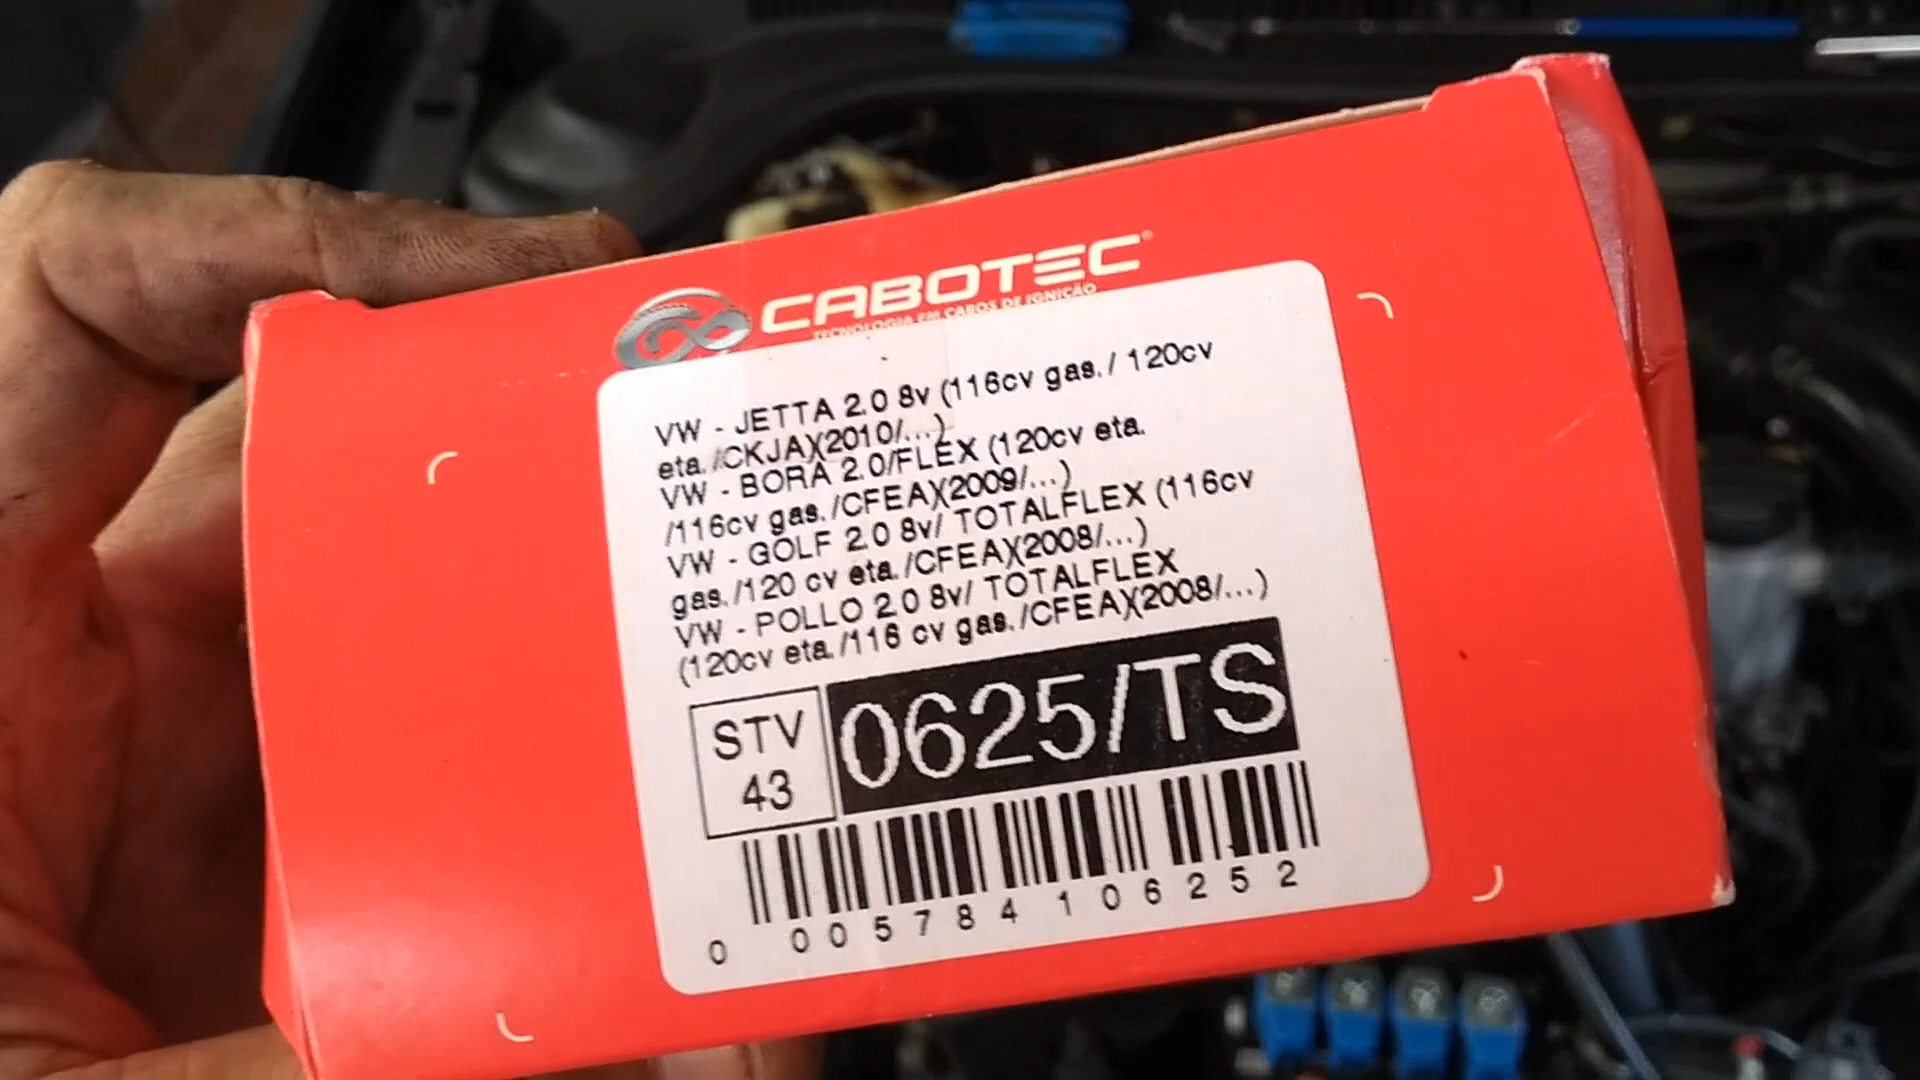 CABOTEC®
TECNOLOGIA EM CABOS DE IGNIÇÃO
VW - JETTA 2.0 8v (116cv gas. / 120cv
eta. /CKJA)(2010/...)
VW - BORA 2.0/FLEX (120cv eta.
/116cv gas. /CFEA)(2009/...)
VW - GOLF 2.0 8v/ TOTALFLEX (116cv
gas. /120 cv eta. /CFEA)(2008/...)
VW - POLLO 2.0 8v/ TOTALFLEX
(120cv eta. /116 cv gas. /CFEA)(2008/...)
STV
43
0625/TS
0 005784 106252